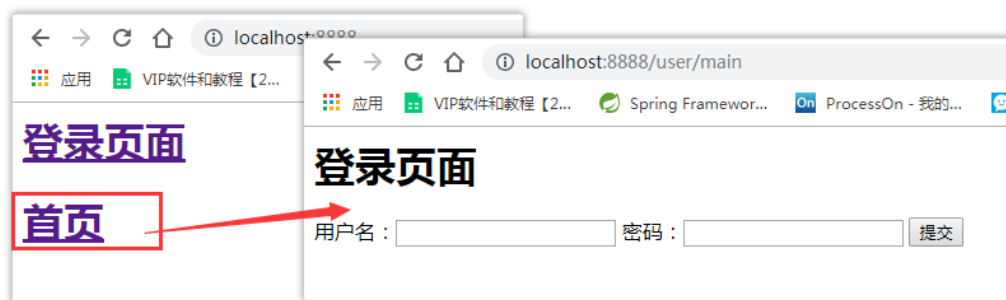 localhost:8888
应用 VIP软件和教程【2...
登录页面
首页
localhost:8888/user/main
应用 VIP软件和教程【2... Spring Framewor... On ProcessOn - 我的...
登录页面
用户名： 密码： 提交